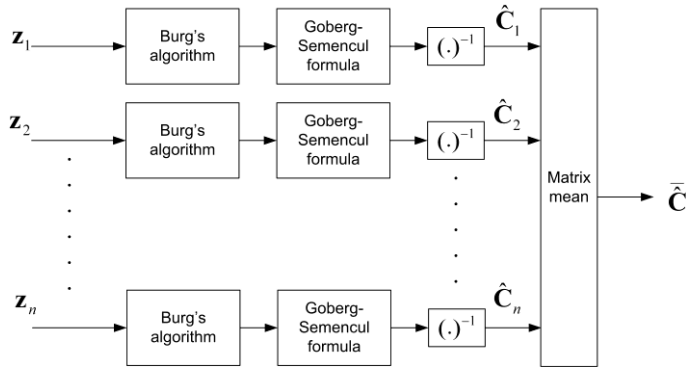 z₁ Burg's algorithm Goberg-Semencul formula (.)⁻¹ Ĉ₁
z₂ Burg's algorithm Goberg-Semencul formula (.)⁻¹ Ĉ₂
Matrix mean
Ĉ̅
zₙ Burg's algorithm Goberg-Semencul formula (.)⁻¹ Ĉₙ